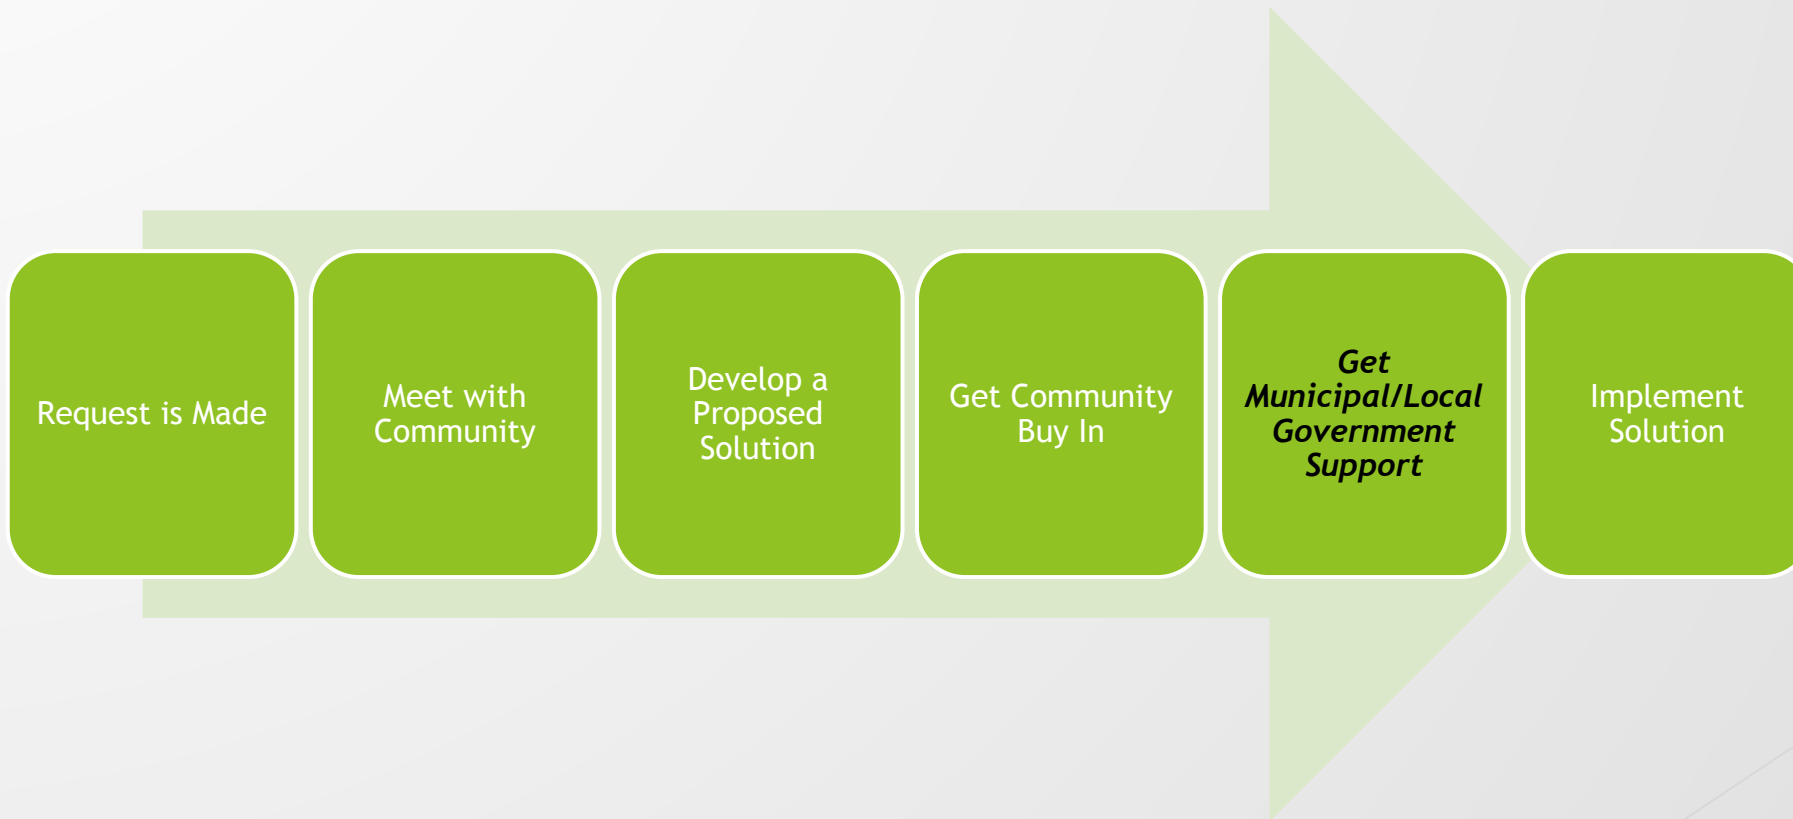 Request is Made
Meet with
Community
Develop a
Proposed
Solution
Get Community
Buy In
Get
Municipal/Local
Government
Support
Implement
Solution